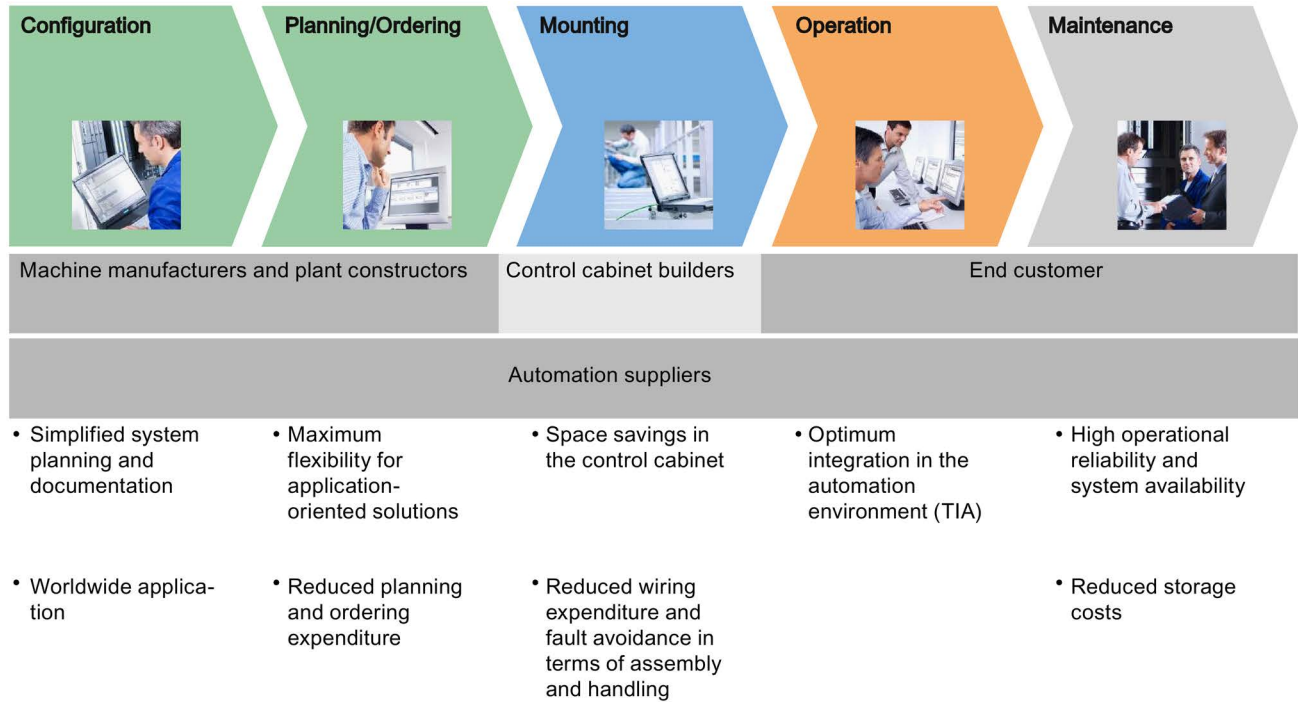 Configuration
Planning/Ordering
Mounting
Operation
Maintenance
Machine manufacturers and plant constructors
Control cabinet builders
End customer
Automation suppliers
• Simplified system
planning and
documentation
• Worldwide applica-
tion
• Maximum
flexibility for
application-
oriented solutions
• Reduced planning
and ordering
expenditure
• Space savings in
the control cabinet
• Reduced wiring
expenditure and
fault avoidance in
terms of assembly
and handling
• Optimum
integration in the
automation
environment (TIA)
• High operational
reliability and
system availability
• Reduced storage
costs